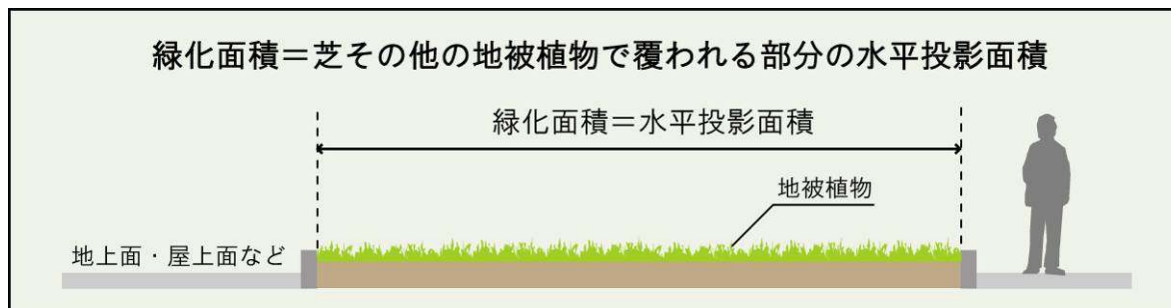 緑化面積＝芝その他の地被植物で覆われる部分の水平投影面積
緑化面積＝水平投影面積
地被植物
地上面・屋上面など